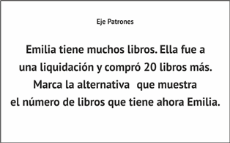 Eje Patrones
Emilia tiene muchos libros. Ella fue a
una liquidación y compró 20 libros más.
Marca la alternativa que muestra
el número de libros que tiene ahora Emilia.